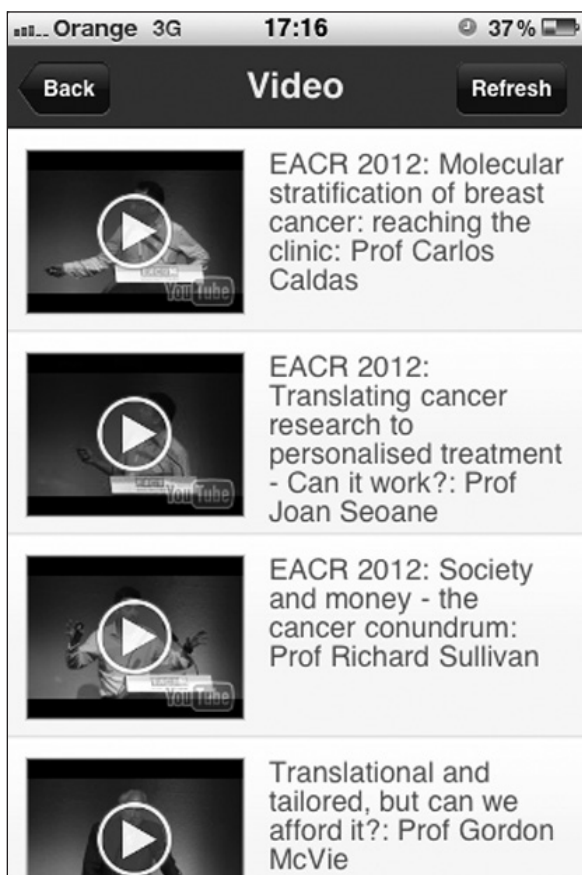 Orange 3G 17:16 37%
Back Video Refresh
EACR 2012: Molecular
stratification of breast
cancer: reaching the
clinic: Prof Carlos
Caldas
YouTube
EACR 2012:
Translating cancer
research to
personalised treatment
- Can it work?: Prof
Joan Seoane
YouTube
EACR 2012: Society
and money - the
cancer conundrum:
Prof Richard Sullivan
YouTube
Translational and
tailored, but can we
afford it?: Prof Gordon
McVie